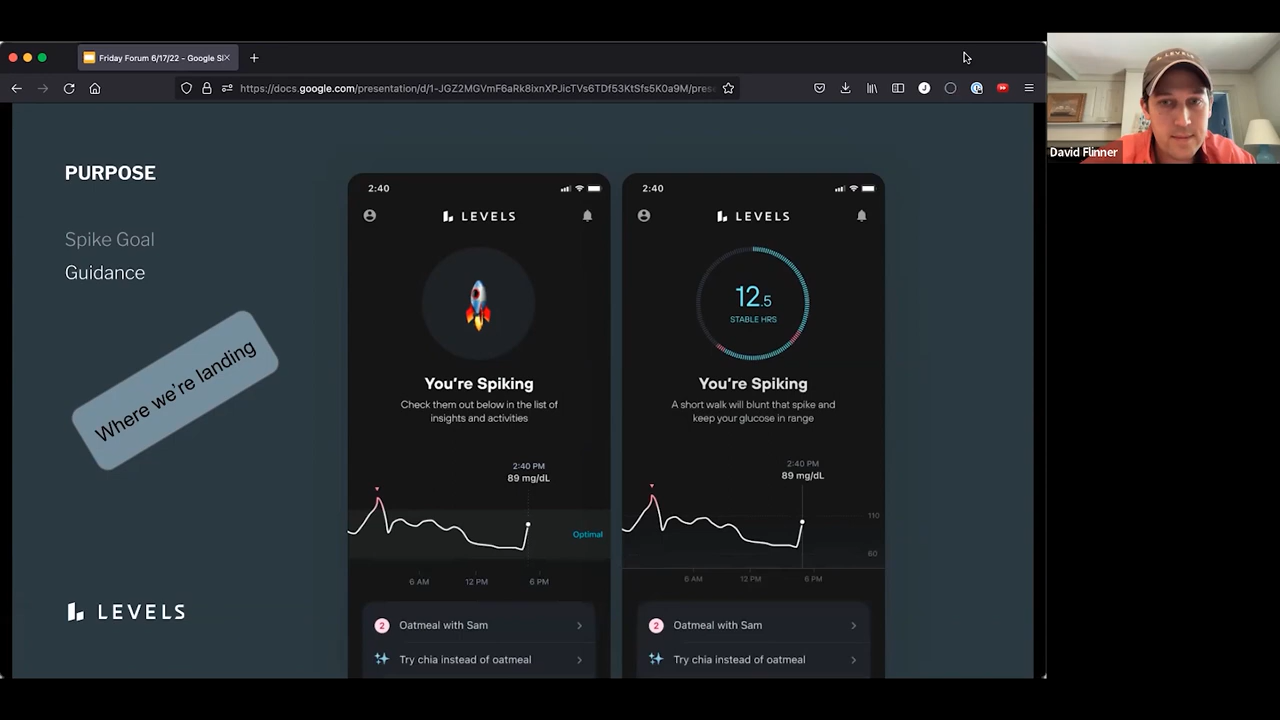 Friday Forum 6/17/22 - Google Sl
https://docs.google.com/presentation/d/1-JGZ2MGVmF6aRk8ixnXPJicTVs6TDf53KtSfs5K0a9M/pres
J
LEVELS
David Flinner
PURPOSE
Spike Goal
Guidance
Where we're landing
LEVELS
2:40
LEVELS
You're Spiking
Check them out below in the list of
insights and activities
2:40 PM
89 mg/dL
Optimal
6 AM 12 PM 6 PM
2 Oatmeal with Sam
Try chia instead of oatmeal
2:40
LEVELS
12.5
STABLE HRS
You're Spiking
A short walk will blunt that spike and
keep your glucose in range
2:40 PM
89 mg/dL
110
60
6 AM 12 PM 6 PM
2 Oatmeal with Sam
Try chia instead of oatmeal